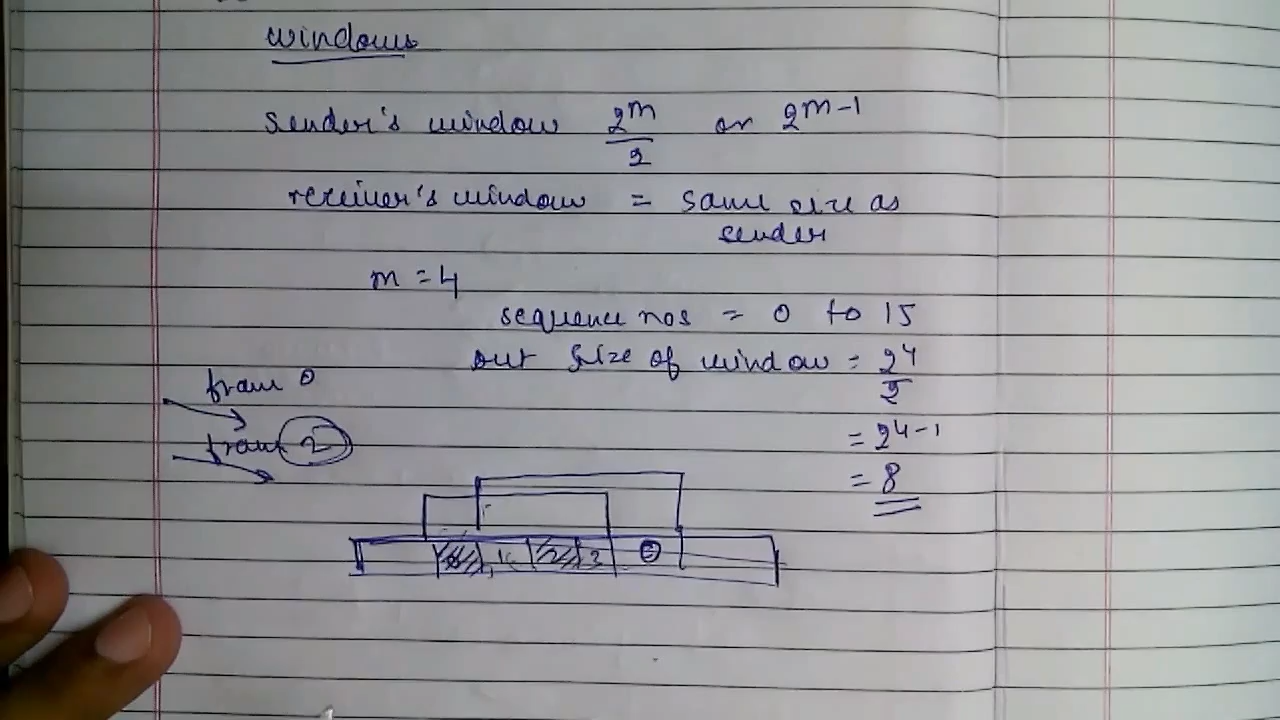 windows
sender's window 2^m/2 or 2^m-1
receiver's window = same size as
sender
m = 4
sequence nos = 0 to 15
but size of window = 2^4/2
= 2^4-1
= 8
frame 0
frame 2
1 2 3 0